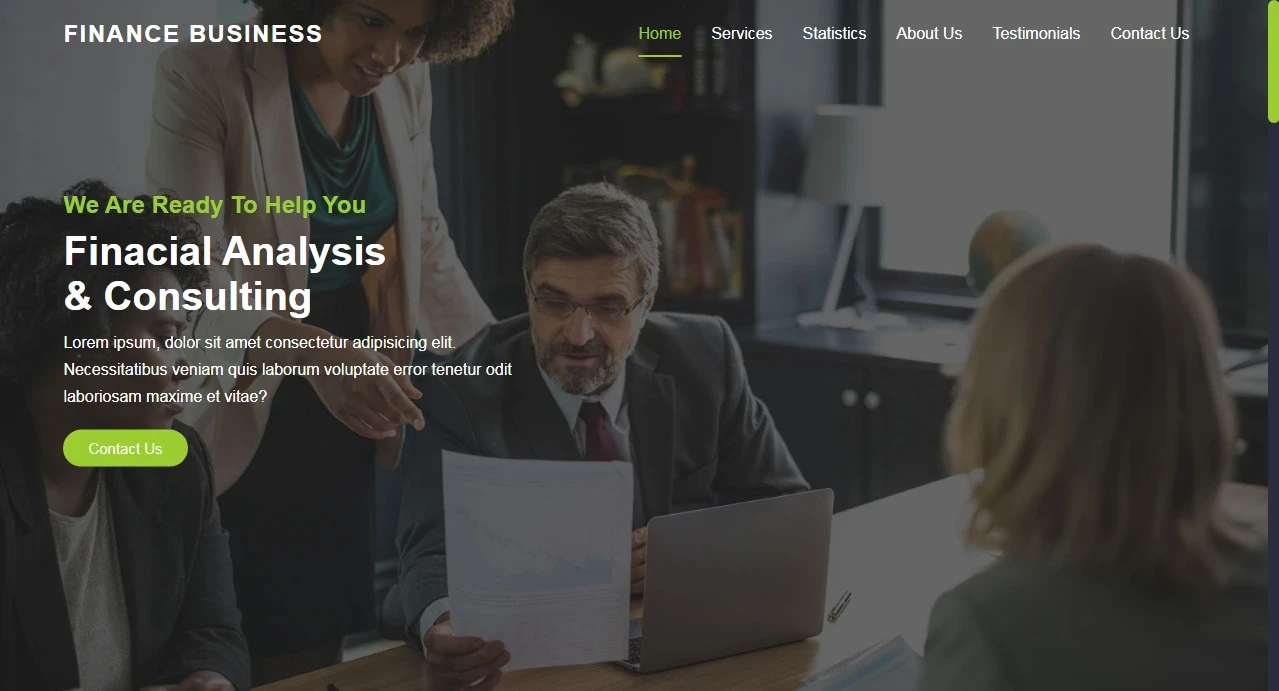 FINANCE BUSINESS
Home Services Statistics About Us Testimonials Contact Us
We Are Ready To Help You
Finacial Analysis
& Consulting
Lorem ipsum, dolor sit amet consectetur adipisicing elit.
Necessitatibus veniam quis laborum voluptate error tenetur odit
laboriosam maxime et vitae?
Contact Us